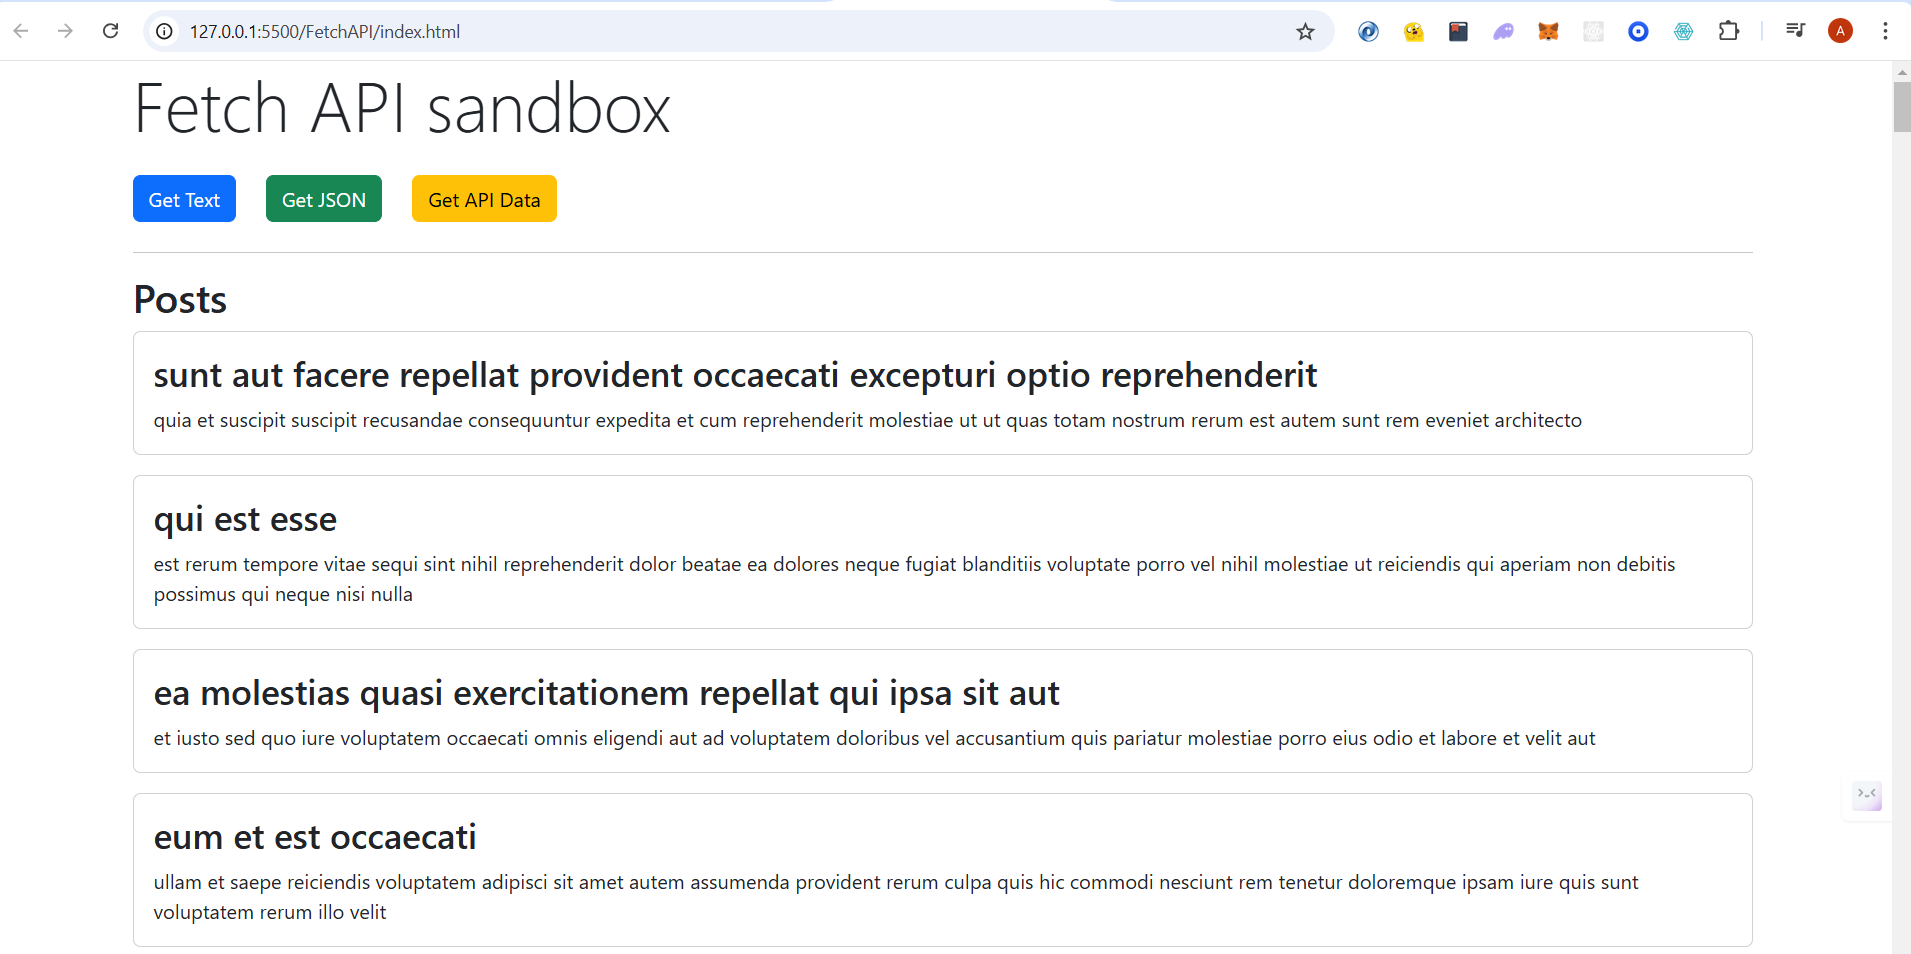 127.0.0.1:5500/FetchAPI/index.html
A
Fetch API sandbox
Get Text Get JSON Get API Data
Posts
sunt aut facere repellat provident occaecati excepturi optio reprehenderit
quia et suscipit suscipit recusandae consequuntur expedita et cum reprehenderit molestiae ut ut quas totam nostrum rerum est autem sunt rem eveniet architecto
qui est esse
est rerum tempore vitae sequi sint nihil reprehenderit dolor beatae ea dolores neque fugiat blanditiis voluptate porro vel nihil molestiae ut reiciendis qui aperiam non debitis
possimus qui neque nisi nulla
ea molestias quasi exercitationem repellat qui ipsa sit aut
et iusto sed quo iure voluptatem occaecati omnis eligendi aut ad voluptatem doloribus vel accusantium quis pariatur molestiae porro eius odio et labore et velit aut
eum et est occaecati
ullam et saepe reiciendis voluptatem adipisci sit amet autem assumenda provident rerum culpa quis hic commodi nesciunt rem tenetur doloremque ipsam iure quis sunt
voluptatem rerum illo velit